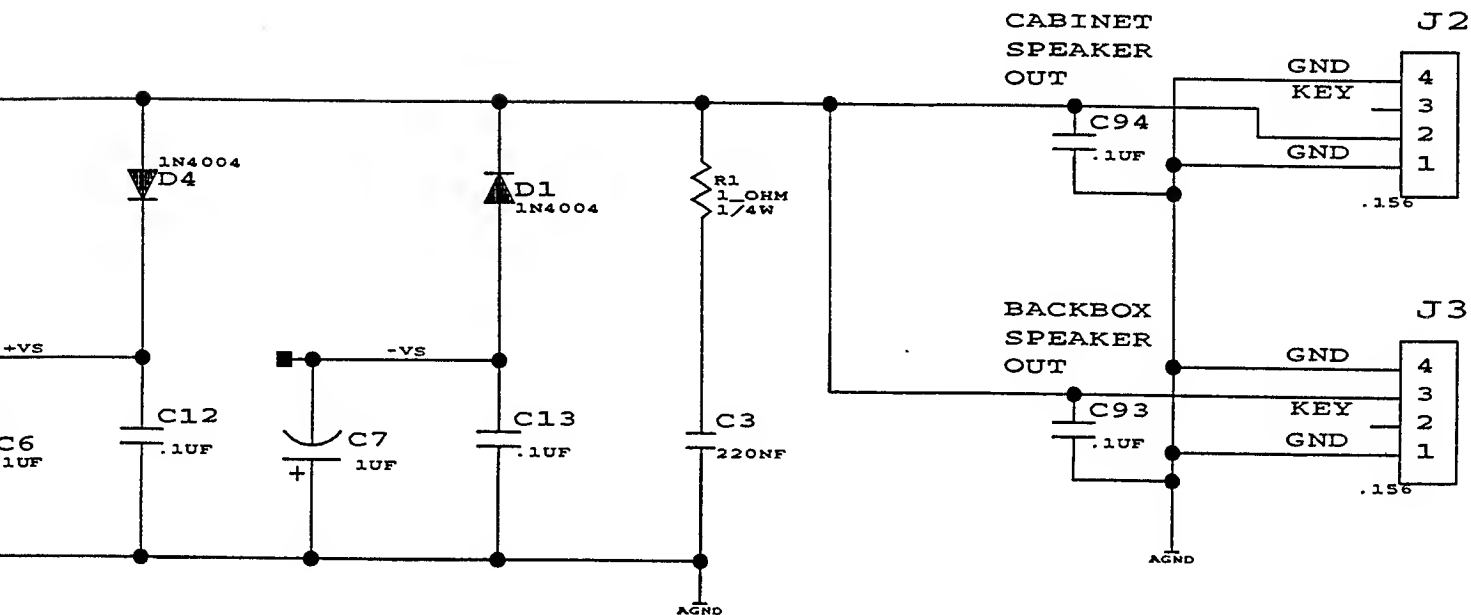 CABINET
SPEAKER
OUT
J2
GND
4
KEY
3
2
GND
1
.156
C94
.1UF
1N4004
D4
D1
1N4004
R1
1_OHM
1/4W
BACKBOX
SPEAKER
OUT
J3
GND
4
3
KEY
2
GND
1
.156
C93
.1UF
+VS
-VS
C12
.1UF
C6
1UF
C7
1UF
+
C13
.1UF
C3
220NF
AGND
AGND